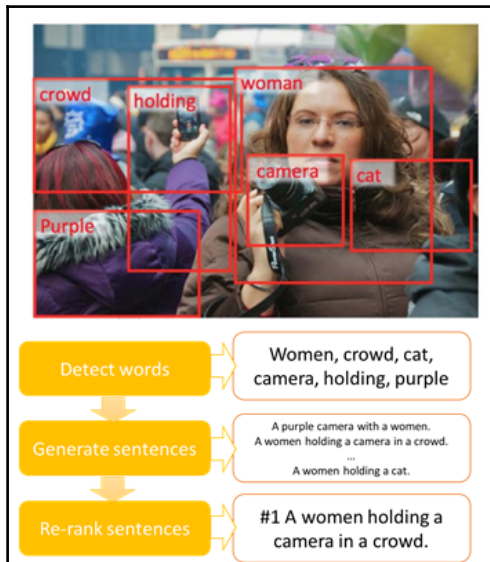 crowd
holding
woman
camera
cat
Purple
Detect words
Women, crowd, cat,
camera, holding, purple
Generate sentences
A purple camera with a women.
A women holding a camera in a crowd.
...
A women holding a cat.
Re-rank sentences
#1 A women holding a
camera in a crowd.